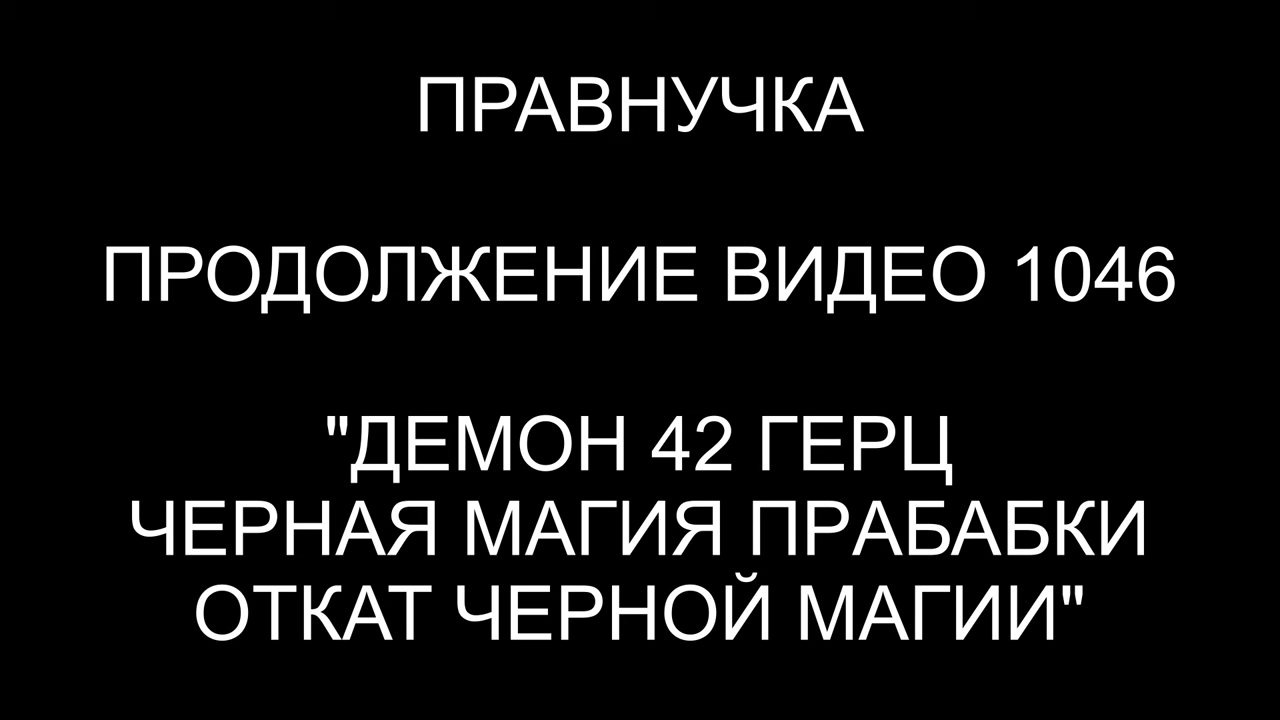 ПРАВНУЧКА
ПРОДОЛЖЕНИЕ ВИДЕО 1046
"ДЕМОН 42 ГЕРЦ
ЧЕРНАЯ МАГИЯ ПРАБАБКИ
ОТКАТ ЧЕРНОЙ МАГИИ"